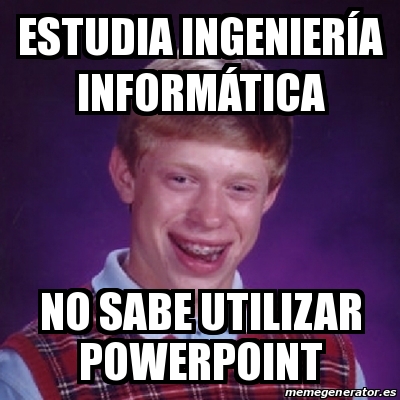 ESTUDIA INGENIERÍA
INFORMÁTICA
NO SABE UTILIZAR
POWERPOINT
memegenerator.es